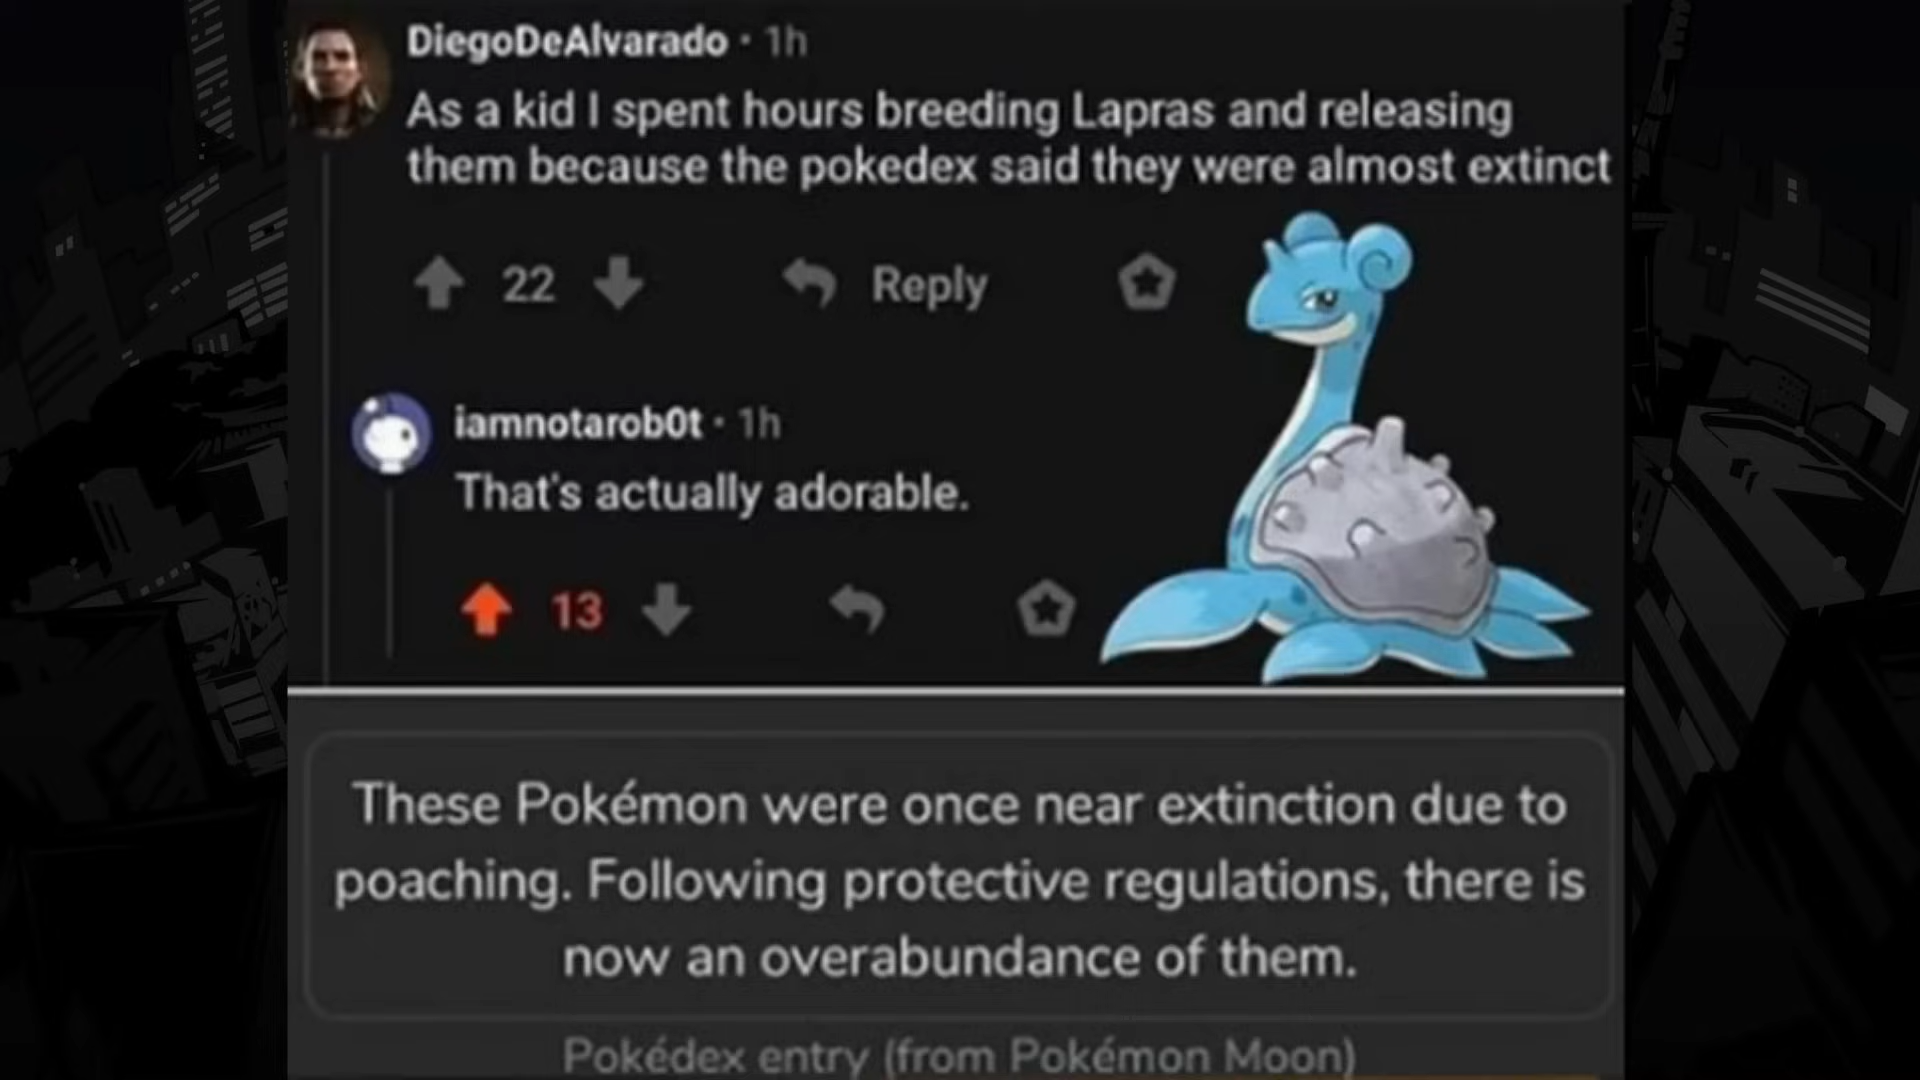 DiegoDeAlvarado · 1h
As a kid I spent hours breeding Lapras and releasing
them because the pokedex said they were almost extinct
22
Reply
iamnotarob0t · 1h
That's actually adorable.
13
These Pokémon were once near extinction due to
poaching. Following protective regulations, there is
now an overabundance of them.
Pokédex entry (from Pokémon Moon)